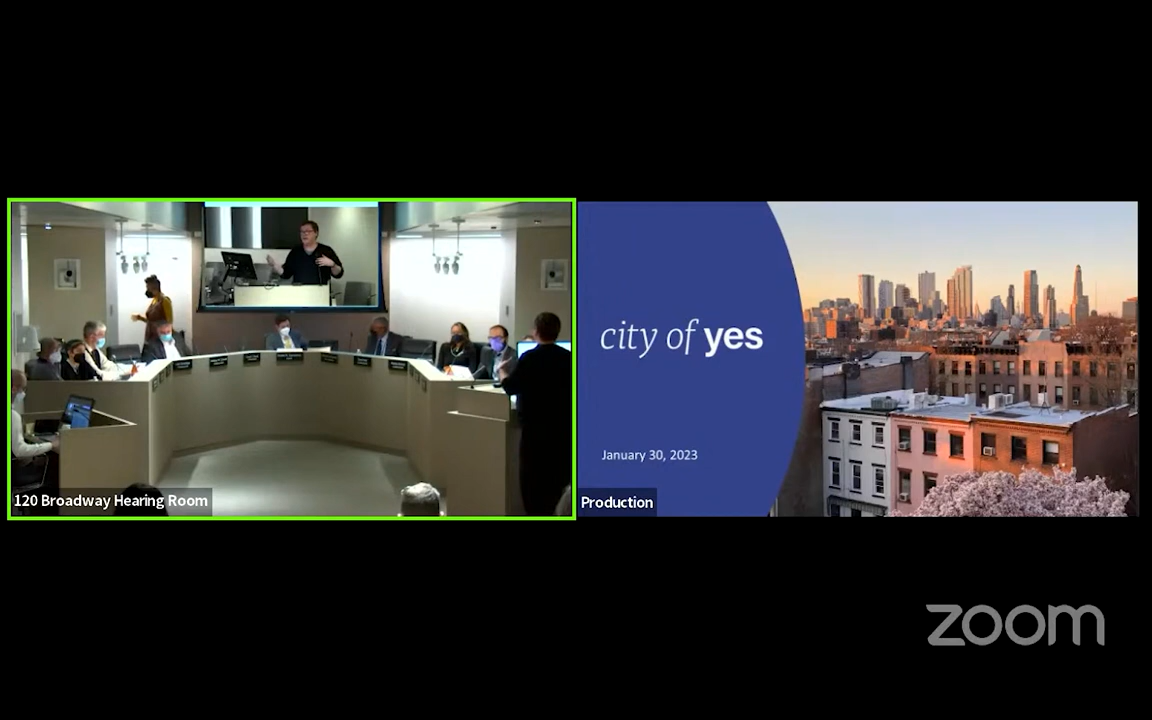 city of yes
January 30, 2023
120 Broadway Hearing Room
Production
zoom